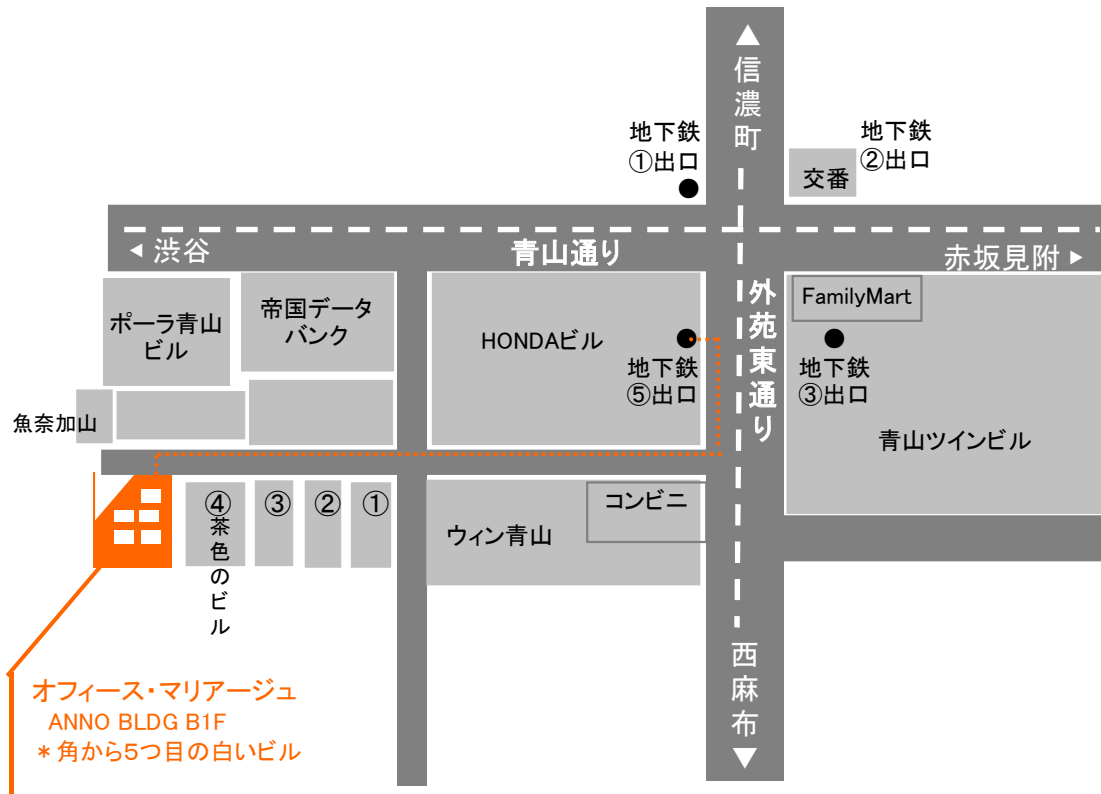 ▲
信濃町
地下鉄
①出口
●
地下鉄
②出口
交番
◀ 渋谷
青山通り
赤坂見附 ▶
外苑東通り
ポーラ青山
ビル
帝国データ
バンク
HONDAビル
●
地下鉄
⑤出口
FamilyMart
●
地下鉄
③出口
青山ツインビル
魚奈加山
④
茶色のビル
③
②
①
ウィン青山
コンビニ
西麻布
▼
オフィース・マリアージュ
ANNO BLDG B1F
*角から5つ目の白いビル